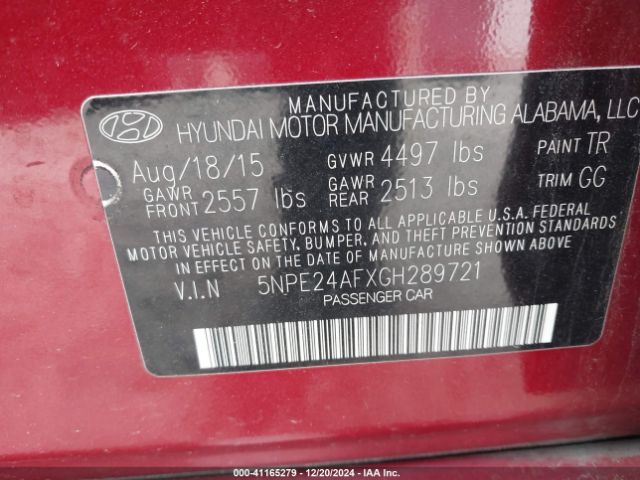 MANUFACTURED BY
HYUNDAI MOTOR MANUFACTURING ALABAMA, LLC
Aug/18/15 GVWR 4497 lbs PAINT TR
GAWR FRONT 2557 lbs GAWR REAR 2513 lbs TRIM GG
THIS VEHICLE CONFORMS TO ALL APPLICABLE U.S.A. FEDERAL
MOTOR VEHICLE SAFETY, BUMPER, AND THEFT PREVENTION
STANDARDS IN EFFECT ON THE DATE OF MANUFACTURE SHOWN ABOVE
V.I.N 5NPE24AFXGH289721
PASSENGER CAR
000-41165279 - 12/20/2024 - IAA Inc.